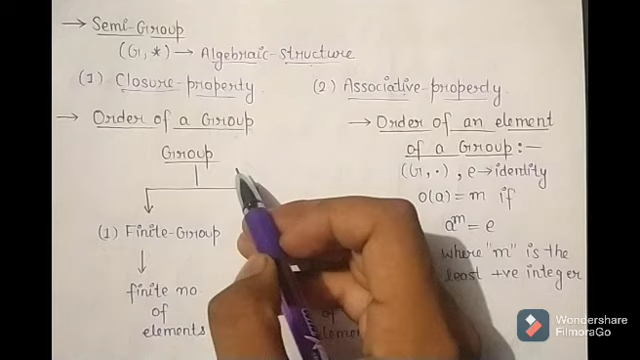 → Semi-Group
(G, *) → Algebraic-structure
(1) Closure-property (2) Associative-property.
→ Order of a Group
Group
(1) Finite-Group
finite no
of
elements
→ Order of an element
of a Group:-
(G, ·), e→identity
o(a) = m if
a^m = e
where "m" is the
least +ve integer
of
Wondershare
FilmoraGo